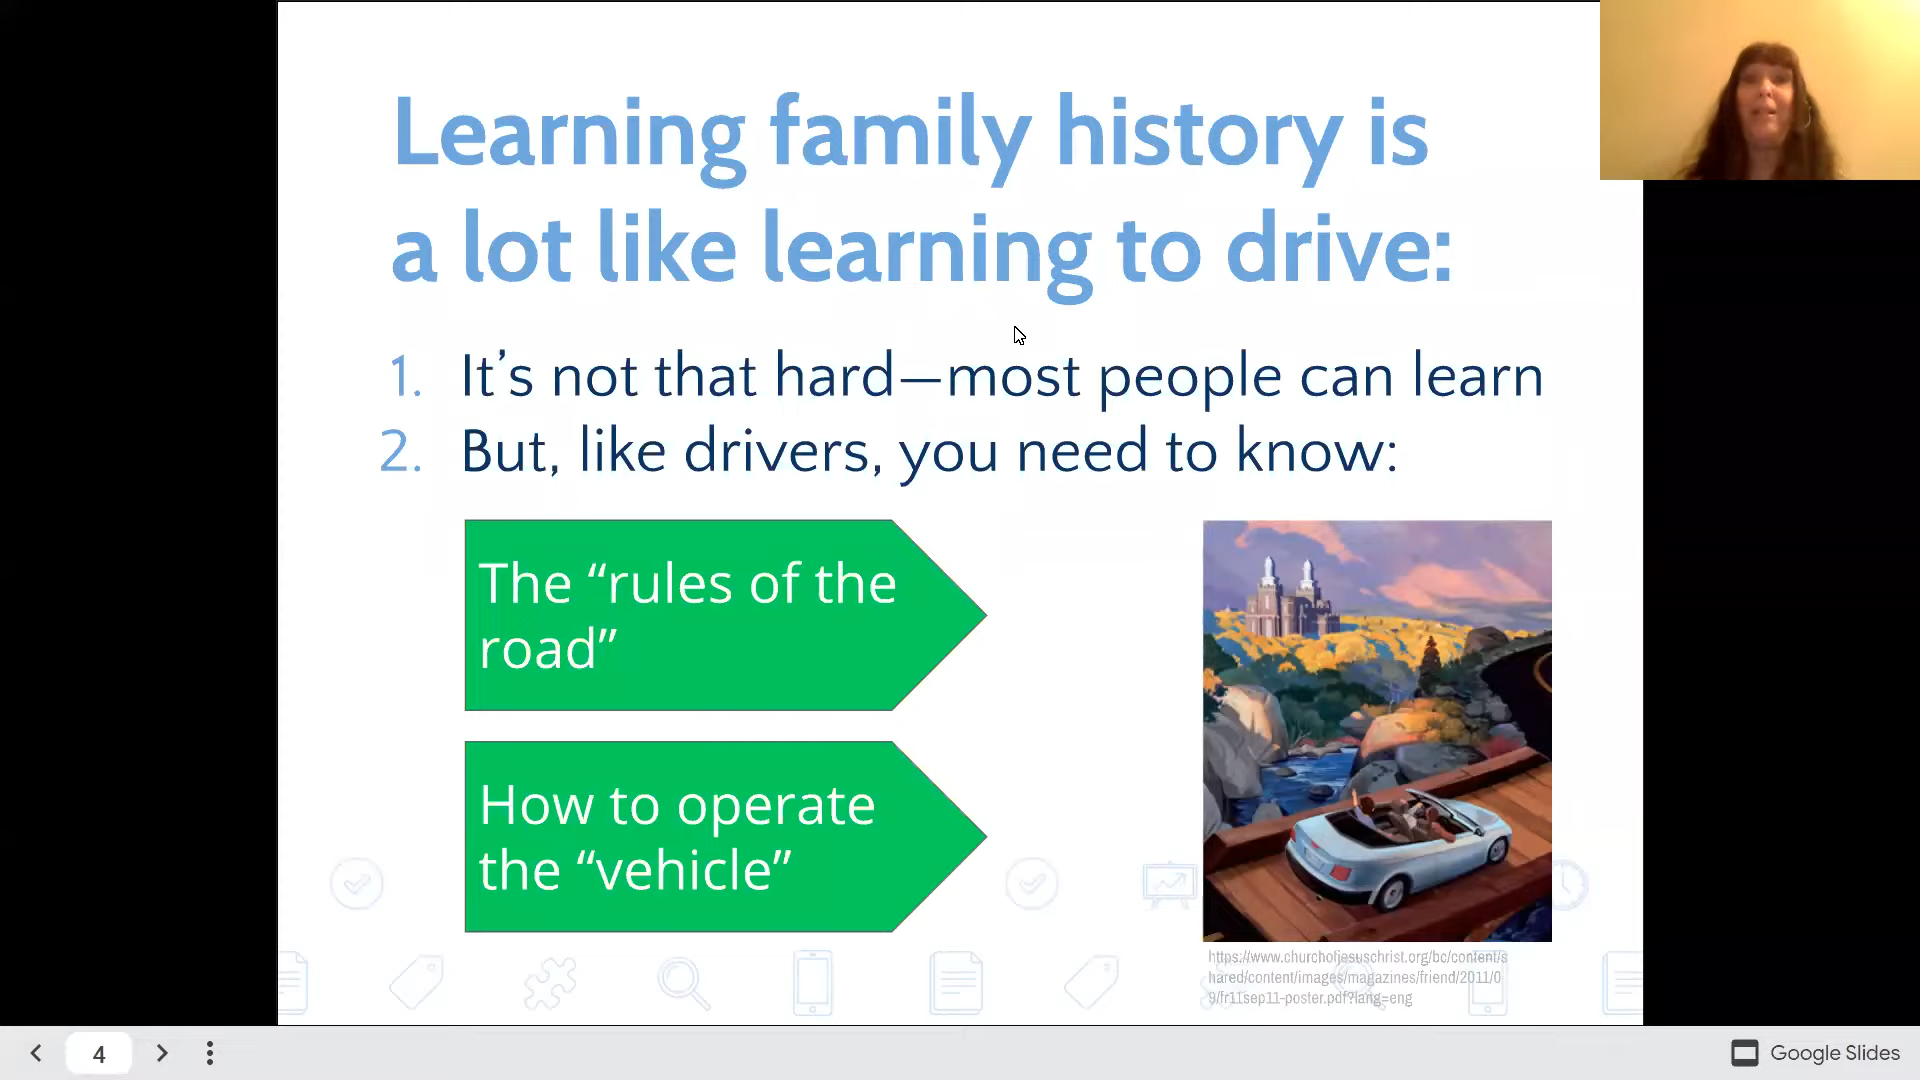 Learning family history is
a lot like learning to drive:
1. It’s not that hard—most people can learn
2. But, like drivers, you need to know:
The “rules of the
road”
How to operate
the “vehicle”
https://www.churchofjesuschrist.org/bc/content/s
hared/content/images/magazines/friend/2011/0
9/fr11sep11-poster.pdf?lang=eng
4
Google Slides